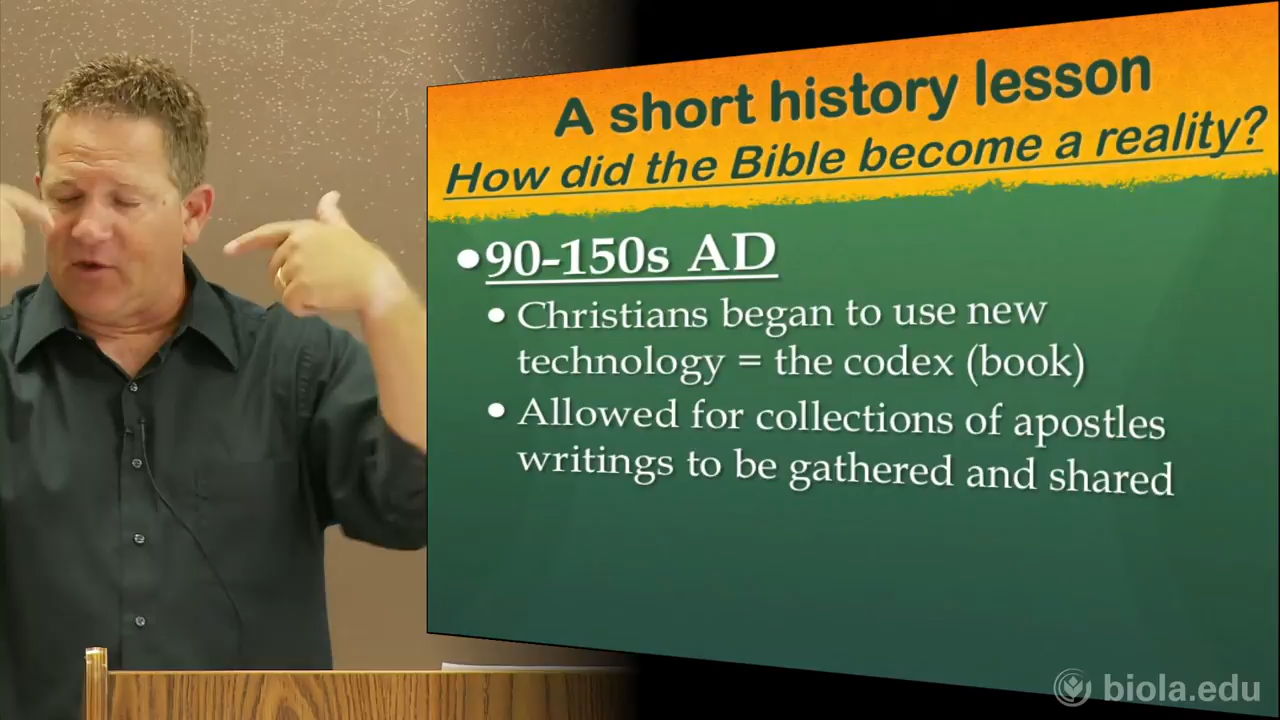 A short history lesson
How did the Bible become a reality?
•90-150s AD
• Christians began to use new
technology = the codex (book)
• Allowed for collections of apostles
writings to be gathered and shared
biola.edu